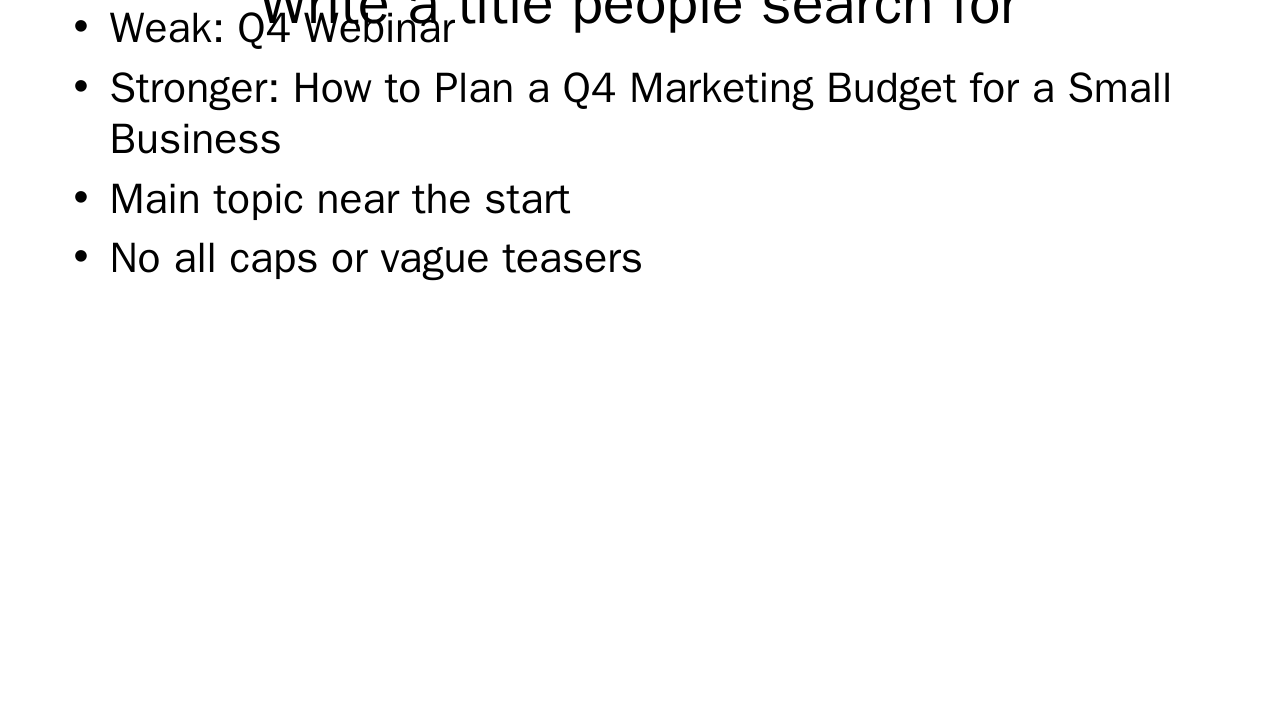 Write a title people search for
• Weak: Q4 Webinar
• Stronger: How to Plan a Q4 Marketing Budget for a Small
Business
• Main topic near the start
• No all caps or vague teasers